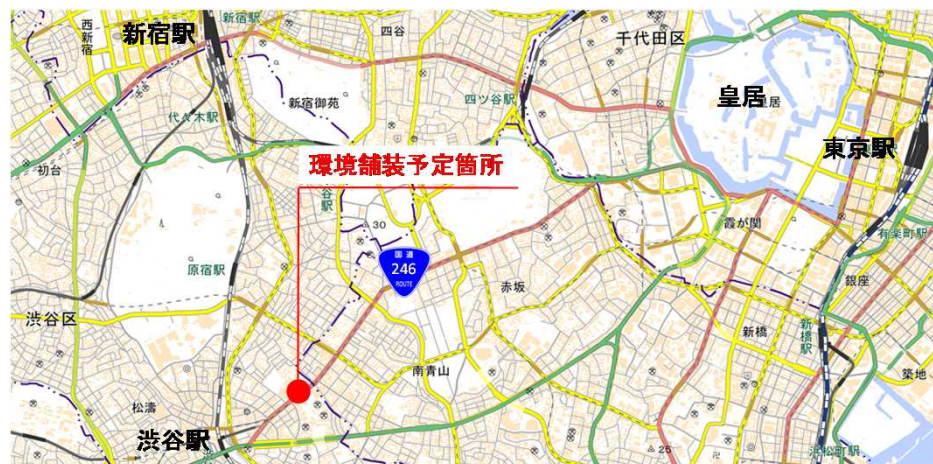 新宿駅
新宿駅
西新宿
四谷
千代田区
新宿御苑
四ツ谷駅
皇居
皇居
代々木駅
東京駅
初台
環境舗装予定箇所
谷駅
30
霞が関
有楽町駅
国道
246
ROUTE
原宿駅
赤坂
銀座
渋谷区
新橋
新橋駅
南青山
築地
松濤
渋谷駅
25
浜松町駅